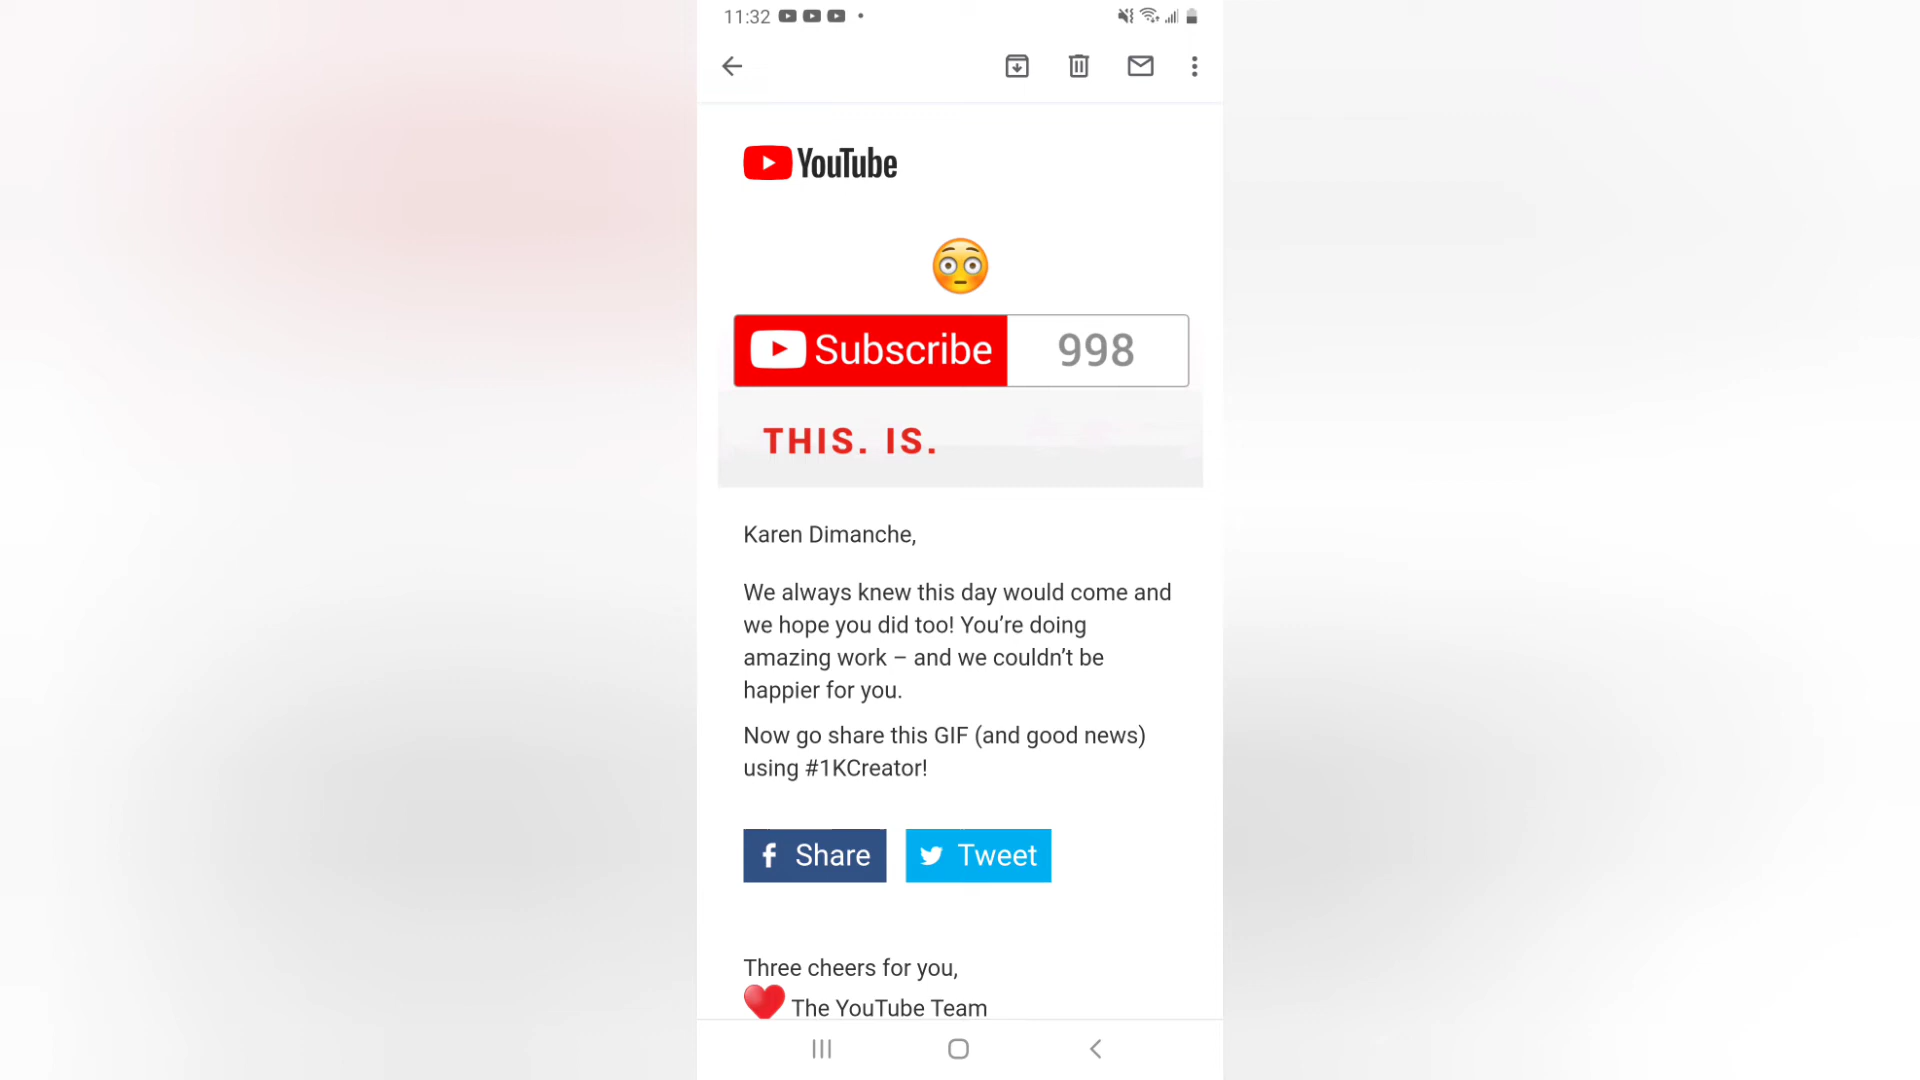 11:32
YouTube
Subscribe 998
THIS. IS.
Karen Dimanche,
We always knew this day would come and
we hope you did too! You’re doing
amazing work – and we couldn’t be
happier for you.
Now go share this GIF (and good news)
using #1KCreator!
f Share Tweet
Three cheers for you,
The YouTube Team